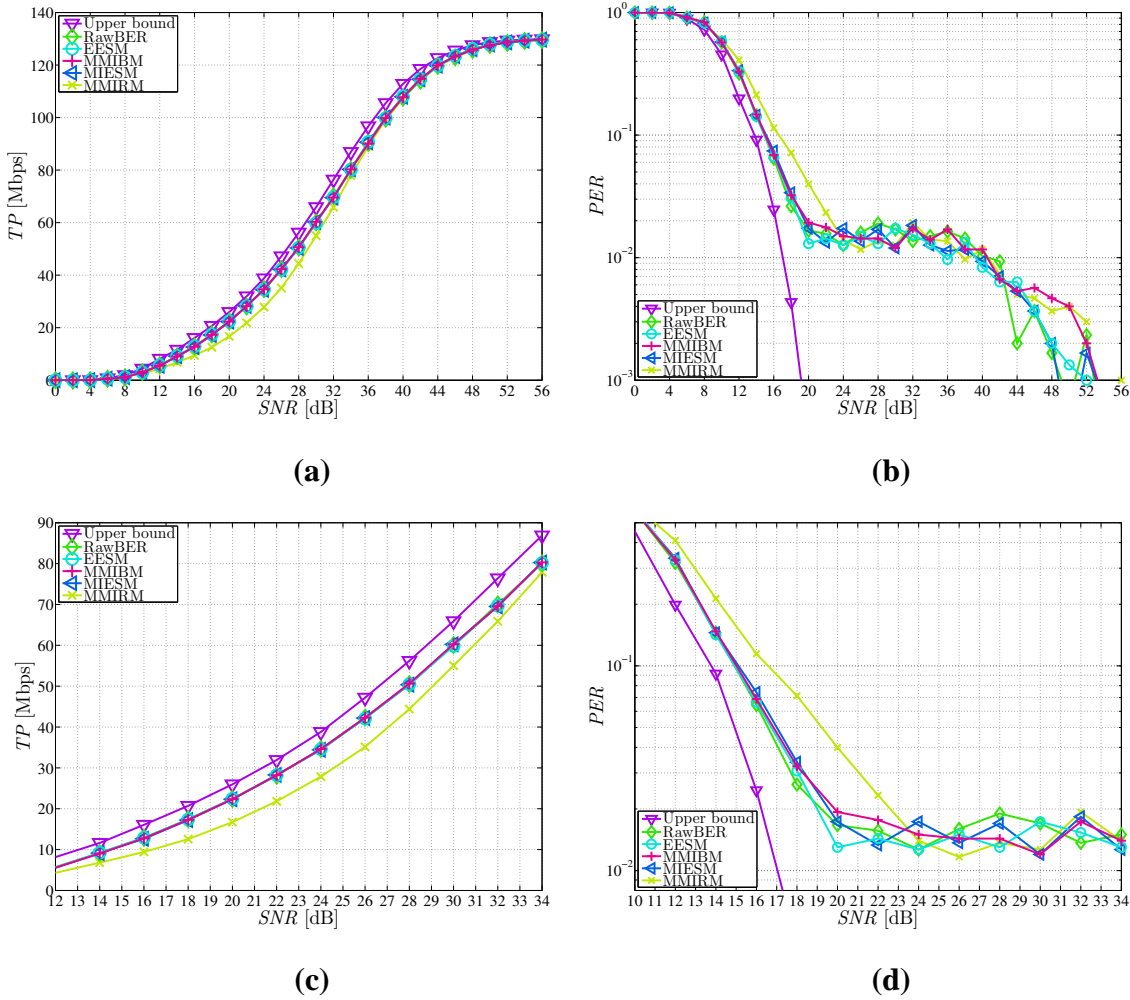 140
120
100
80
60
40
20
0
TP [Mbps]
Upper bound
RawBER
EESM
MMIBM
MIESM
MMIRM
0 4 8 12 16 20 24 28 32 36 40 44 48 52 56
SNR [dB]
(a)
10^0
10^-1
10^-2
10^-3
PER
Upper bound
RawBER
EESM
MMIBM
MIESM
MMIRM
0 4 8 12 16 20 24 28 32 36 40 44 48 52 56
SNR [dB]
(b)
90
80
70
60
50
40
30
20
10
0
TP [Mbps]
Upper bound
RawBER
EESM
MMIBM
MIESM
MMIRM
12 13 14 15 16 17 18 19 20 21 22 23 24 25 26 27 28 29 30 31 32 33 34
SNR [dB]
(c)
10^-1
10^-2
PER
Upper bound
RawBER
EESM
MMIBM
MIESM
MMIRM
10 11 12 13 14 15 16 17 18 19 20 21 22 23 24 25 26 27 28 29 30 31 32 33 34
SNR [dB]
(d)